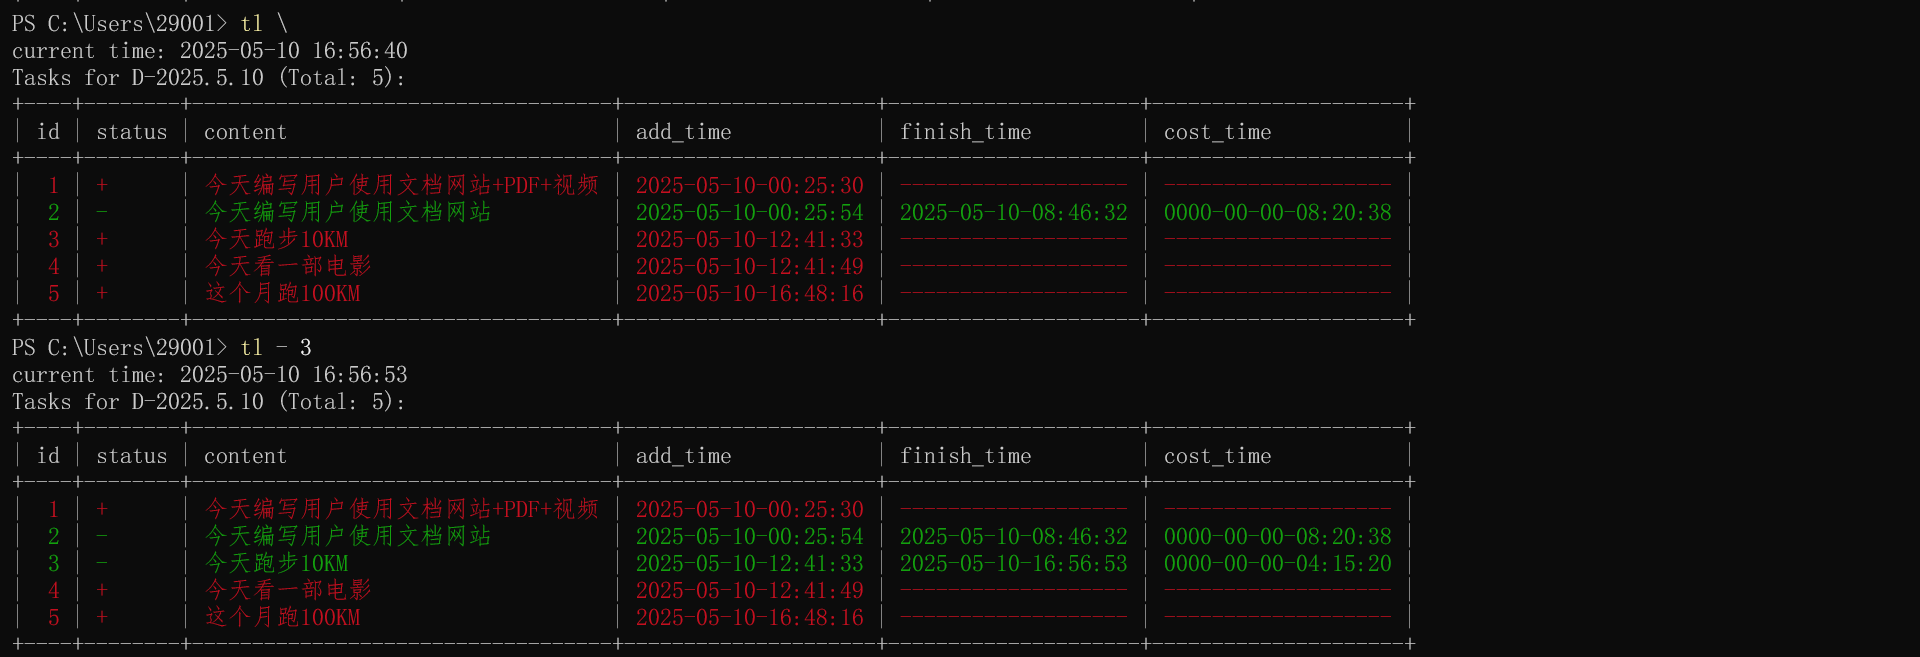 PS C:\Users\29001> tl \
current time: 2025-05-10 16:56:40
Tasks for D-2025.5.10 (Total: 5):
+----+--------+-----------------------------------+---------------------+---------------------+---------------------+
| id | status | content                           | add_time            | finish_time         | cost_time           |
+----+--------+-----------------------------------+---------------------+---------------------+---------------------+
|  1 | +      | 今天编写用户使用文档网站+PDF+视频 | 2025-05-10-00:25:30 | ------------------- | ------------------- |
|  2 | -      | 今天编写用户使用文档网站          | 2025-05-10-00:25:54 | 2025-05-10-08:46:32 | 0000-00-00-08:20:38 |
|  3 | +      | 今天跑步10KM                      | 2025-05-10-12:41:33 | ------------------- | ------------------- |
|  4 | +      | 今天看一部电影                    | 2025-05-10-12:41:49 | ------------------- | ------------------- |
|  5 | +      | 这个月跑100KM                     | 2025-05-10-16:48:16 | ------------------- | ------------------- |
+----+--------+-----------------------------------+---------------------+---------------------+---------------------+
PS C:\Users\29001> tl - 3
current time: 2025-05-10 16:56:53
Tasks for D-2025.5.10 (Total: 5):
+----+--------+-----------------------------------+---------------------+---------------------+---------------------+
| id | status | content                           | add_time            | finish_time         | cost_time           |
+----+--------+-----------------------------------+---------------------+---------------------+---------------------+
|  1 | +      | 今天编写用户使用文档网站+PDF+视频 | 2025-05-10-00:25:30 | ------------------- | ------------------- |
|  2 | -      | 今天编写用户使用文档网站          | 2025-05-10-00:25:54 | 2025-05-10-08:46:32 | 0000-00-00-08:20:38 |
|  3 | -      | 今天跑步10KM                      | 2025-05-10-12:41:33 | 2025-05-10-16:56:53 | 0000-00-00-04:15:20 |
|  4 | +      | 今天看一部电影                    | 2025-05-10-12:41:49 | ------------------- | ------------------- |
|  5 | +      | 这个月跑100KM                     | 2025-05-10-16:48:16 | ------------------- | ------------------- |
+----+--------+-----------------------------------+---------------------+---------------------+---------------------+